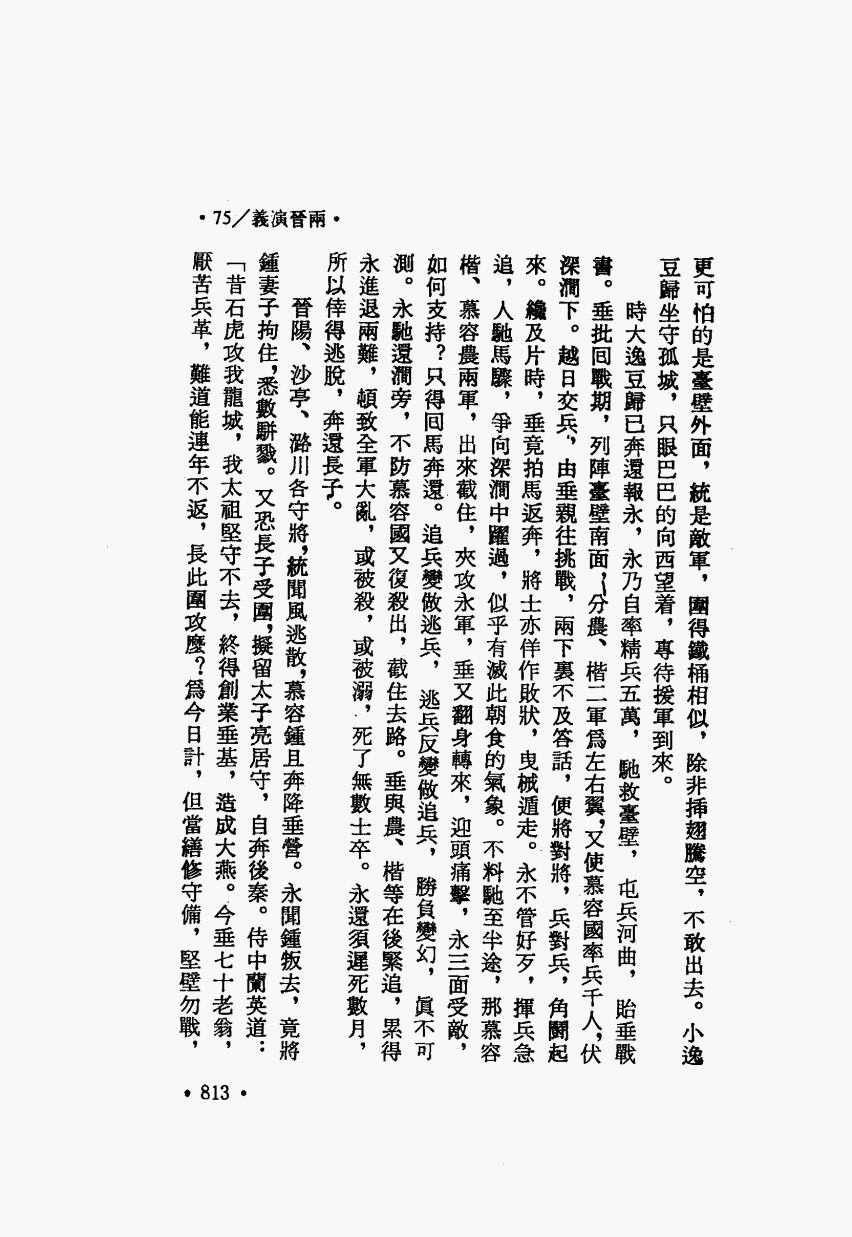 •75/義演晉兩•
更可怕的是臺壁外面，統是敵軍，圍得鐵桶相似，除非挿翅騰空，不敢出去。小逸
豆歸坐守孤城，只眼巴巴的向西望着，專待援軍到來。
時大逸豆歸已奔還報永，永乃自率精兵五萬，馳救臺壁，屯兵河曲，貽垂戰
書。垂批回戰期，列陣臺壁南面，分農、楷二軍爲左右翼，又使慕容國率兵千人，伏
深澗下。越日交兵，由垂親往挑戰，兩下裏不及答話，便將對將，兵對兵，角鬭起
來。纔及片時，垂竟拍馬返奔，將士亦佯作敗狀，曳械遁走。永不管好歹，揮兵急
追，人馳馬驟，爭向深澗中躍過，似乎有滅此朝食的氣象。不料馳至半途，那慕容
楷、慕容農兩軍，出來截住，夾攻永軍，垂又翻身轉來，迎頭痛擊，永三面受敵，
如何支持？只得回馬奔還。追兵變做逃兵，逃兵反變做追兵，勝負變幻，眞不可
測。永馳還澗旁，不防慕容國又復殺出，截住去路。垂與農、楷等在後緊追，累得
永進退兩難，頓致全軍大亂，或被殺，或被溺，死了無數士卒。永還須遲死數月，
所以倖得逃脫，奔還長子。
晉陽、沙亭、潞川各守將，統聞風逃散，慕容鍾且奔降垂營。永聞鍾叛去，竟將
鍾妻子拘住，悉數駢戮。又恐長子受圍，擬留太子亮居守，自奔後秦。侍中蘭英道：
「昔石虎攻我龍城，我太祖堅守不去，終得創業垂基，造成大燕。今垂七十老翁，
厭苦兵革，難道能連年不返，長此圍攻麼？爲今日計，但當繕修守備，堅壁勿戰，
•813•